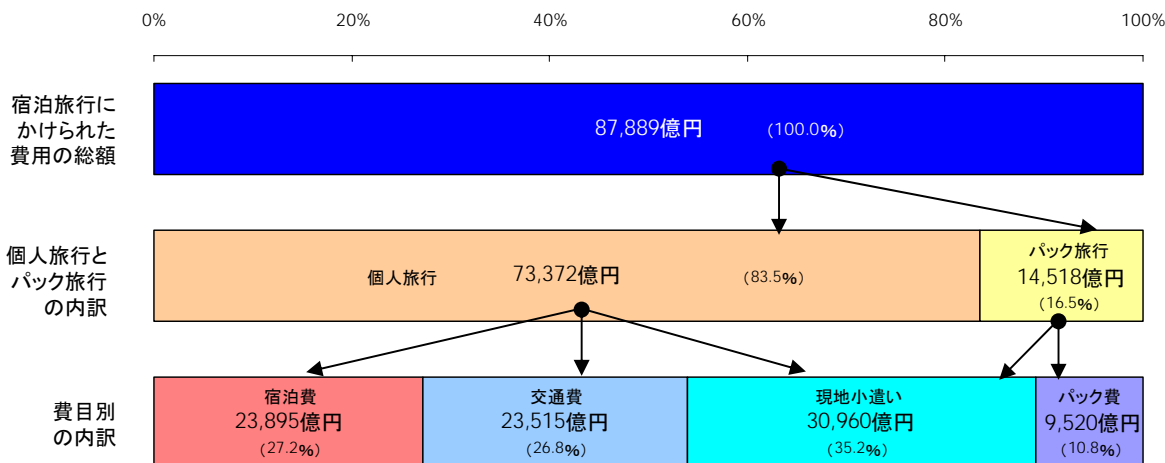 0% 20% 40% 60% 80% 100%
宿泊旅行に
かけられた
費用の総額
87,889億円 (100.0%)
個人旅行と
パック旅行
の内訳
個人旅行 73,372億円 (83.5%)
パック旅行
14,518億円
(16.5%)
費目別
の内訳
宿泊費
23,895億円
(27.2%)
交通費
23,515億円
(26.8%)
現地小遣い
30,960億円
(35.2%)
パック費
9,520億円
(10.8%)